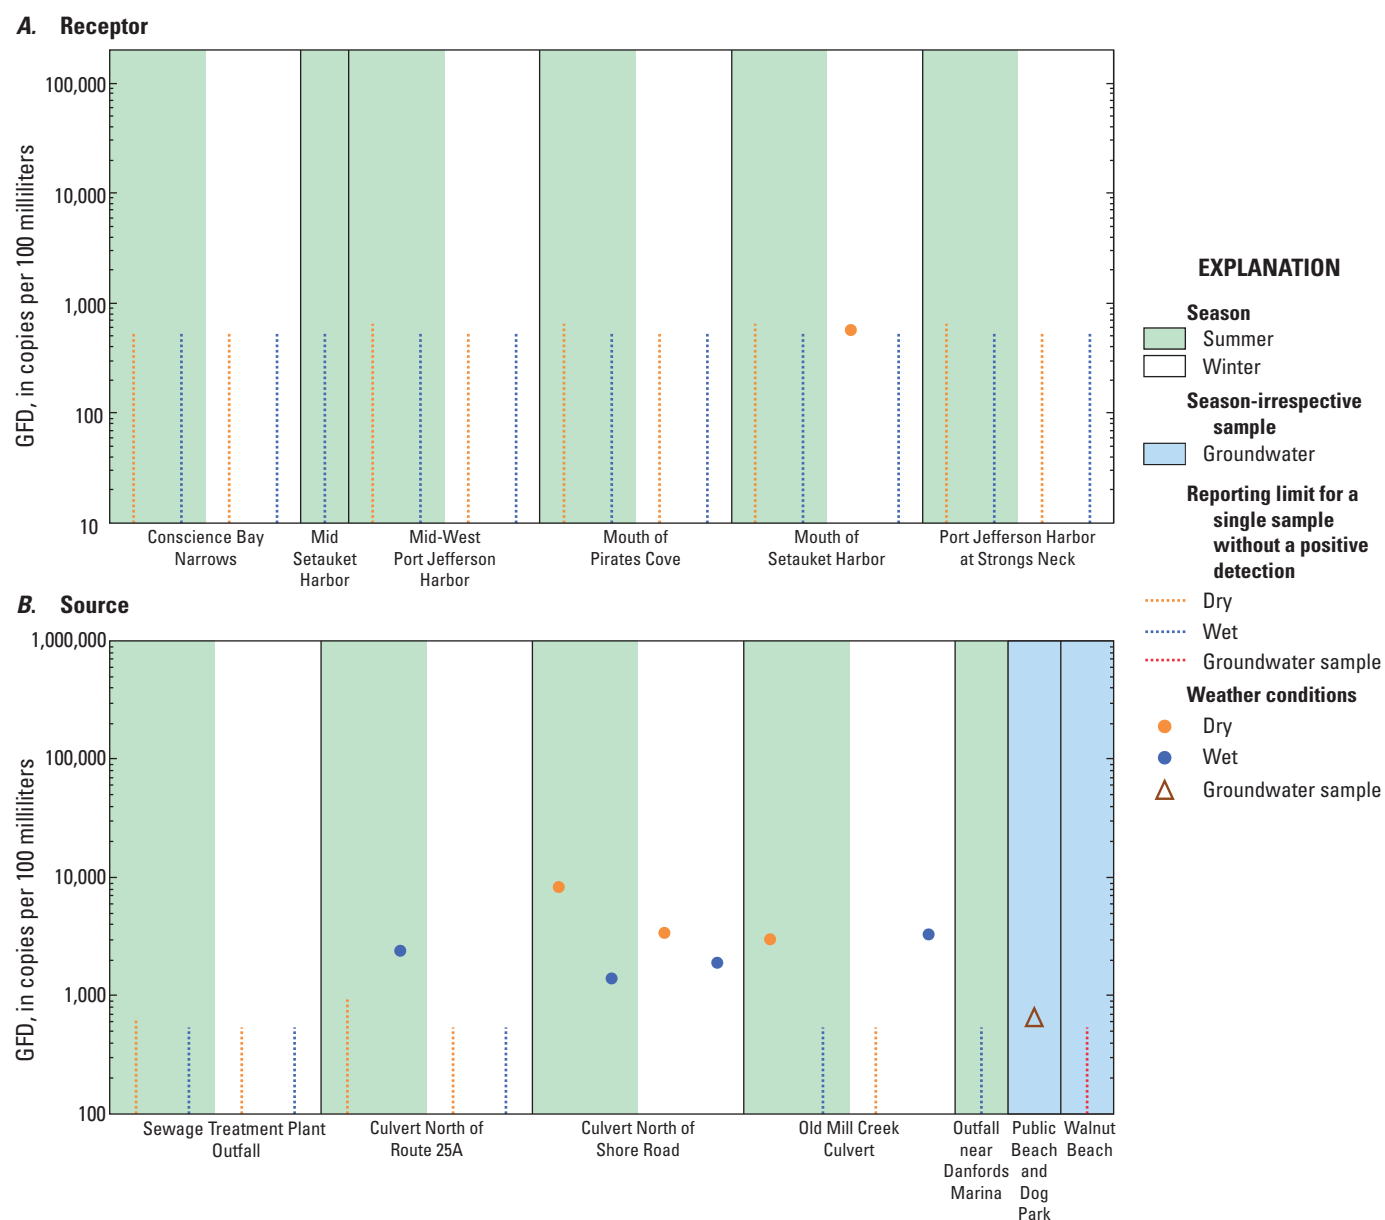 A. Receptor
GFD, in copies per 100 milliliters
100,000
10,000
1,000
100
10
Conscience Bay
Narrows
Mid
Setauket
Harbor
Mid-West
Port Jefferson
Harbor
Mouth of
Pirates Cove
Mouth of
Setauket Harbor
Port Jefferson Harbor
at Strongs Neck
B. Source
GFD, in copies per 100 milliliters
1,000,000
100,000
10,000
1,000
100
Sewage Treatment Plant
Outfall
Culvert North of
Route 25A
Culvert North of
Shore Road
Old Mill Creek
Culvert
Outfall
near
Danfords
Marina
Public
Beach
and
Dog
Park
Walnut
Beach
EXPLANATION
Season
Summer
Winter
Season-irrespective
sample
Groundwater
Reporting limit for a
single sample
without a positive
detection
Dry
Wet
Groundwater sample
Weather conditions
Dry
Wet
Groundwater sample